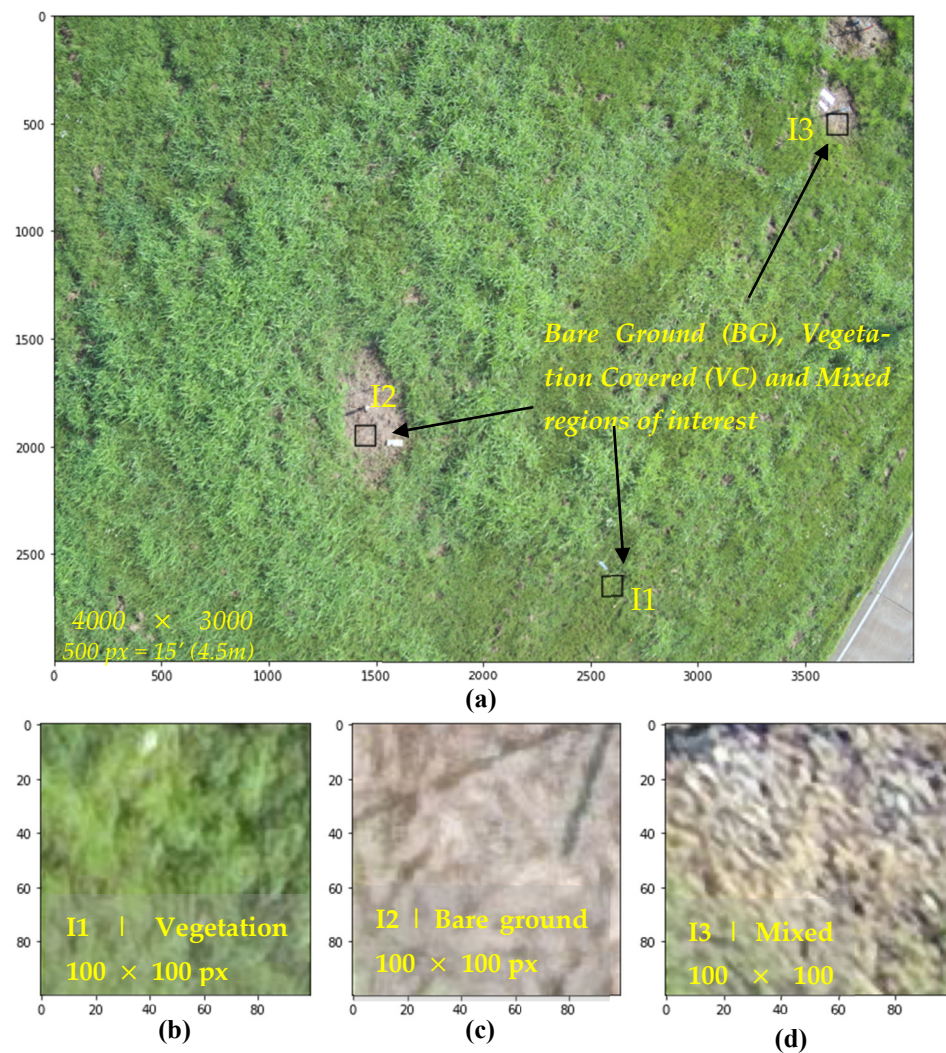 0
500
I3
1000
1500
Bare Ground (BG), Vegeta-
tion Covered (VC) and Mixed
regions of interest
I2
2000
2500
I1
4000 × 3000
500 px = 15' (4.5m)
0 500 1000 1500 2000 2500 3000 3500
(a)
0
20
40
60
80
I1 | Vegetation
100 × 100 px
0 20 40 60 80
(b)
0
20
40
60
80
I2 | Bare ground
100 × 100 px
0 20 40 60 80
(c)
0
20
40
60
80
I3 | Mixed
100 × 100
0 20 40 60 80
(d)